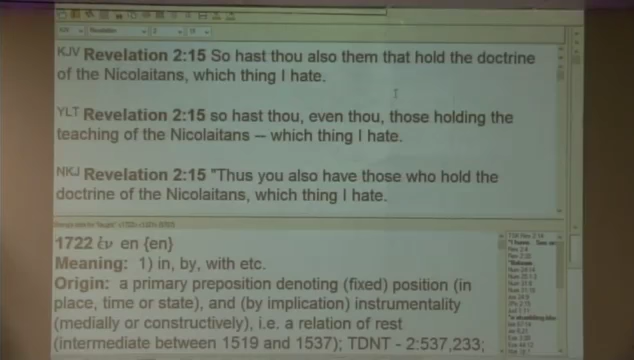 KJV Revelation 2:15 So hast thou also them that hold the doctrine
of the Nicolaitans, which thing I hate.
YLT Revelation 2:15 so hast thou, even thou, those holding the
teaching of the Nicolaitans – which thing I hate.
NKJ Revelation 2:15 "Thus you also have those who hold the
doctrine of the Nicolaitans, which thing I hate.
1722 ἐν en {en}
Meaning: 1) in, by, with etc.
Origin: a primary preposition denoting (fixed) position (in
place, time or state), and (by implication) instrumentality
(medially or constructively), i.e. a relation of rest
(intermediate between 1519 and 1537); TDNT - 2:537,233;